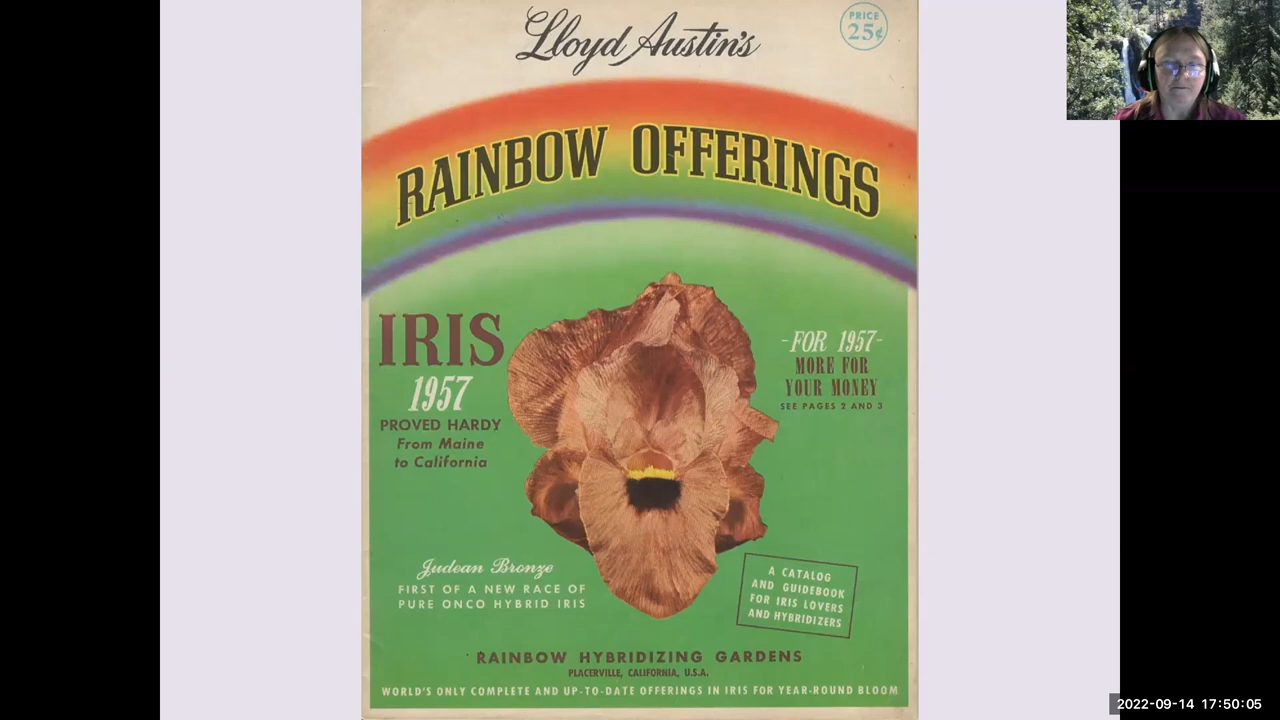 Lloyd Austin's
PRICE
25¢
RAINBOW OFFERINGS
IRIS
1957
PROVED HARDY
From Maine
to California
-FOR 1957-
MORE FOR
YOUR MONEY
SEE PAGES 2 AND 3
Judean Bronze
FIRST OF A NEW RACE OF
PURE ONCO HYBRID IRIS
A CATALOG
AND GUIDEBOOK
FOR IRIS LOVERS
AND HYBRIDIZERS
RAINBOW HYBRIDIZING GARDENS
PLACERVILLE, CALIFORNIA, U.S.A.
WORLD'S ONLY COMPLETE AND UP-TO-DATE OFFERINGS IN IRIS FOR YEAR-ROUND BLOOM
2022-09-14 17:50:05